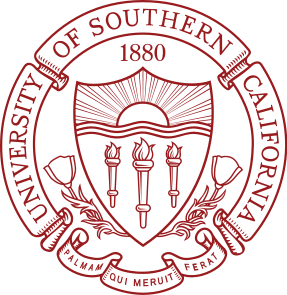 UNIVERSITY OF SOUTHERN CALIFORNIA
1880
PALMAM QUI MERUIT FERAT